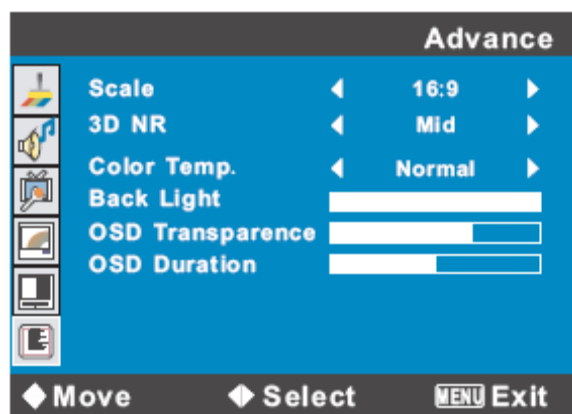 Advance
Scale 16:9
3D NR Mid
Color Temp. Normal
Back Light
OSD Transparence
OSD Duration
Move Select MENU Exit